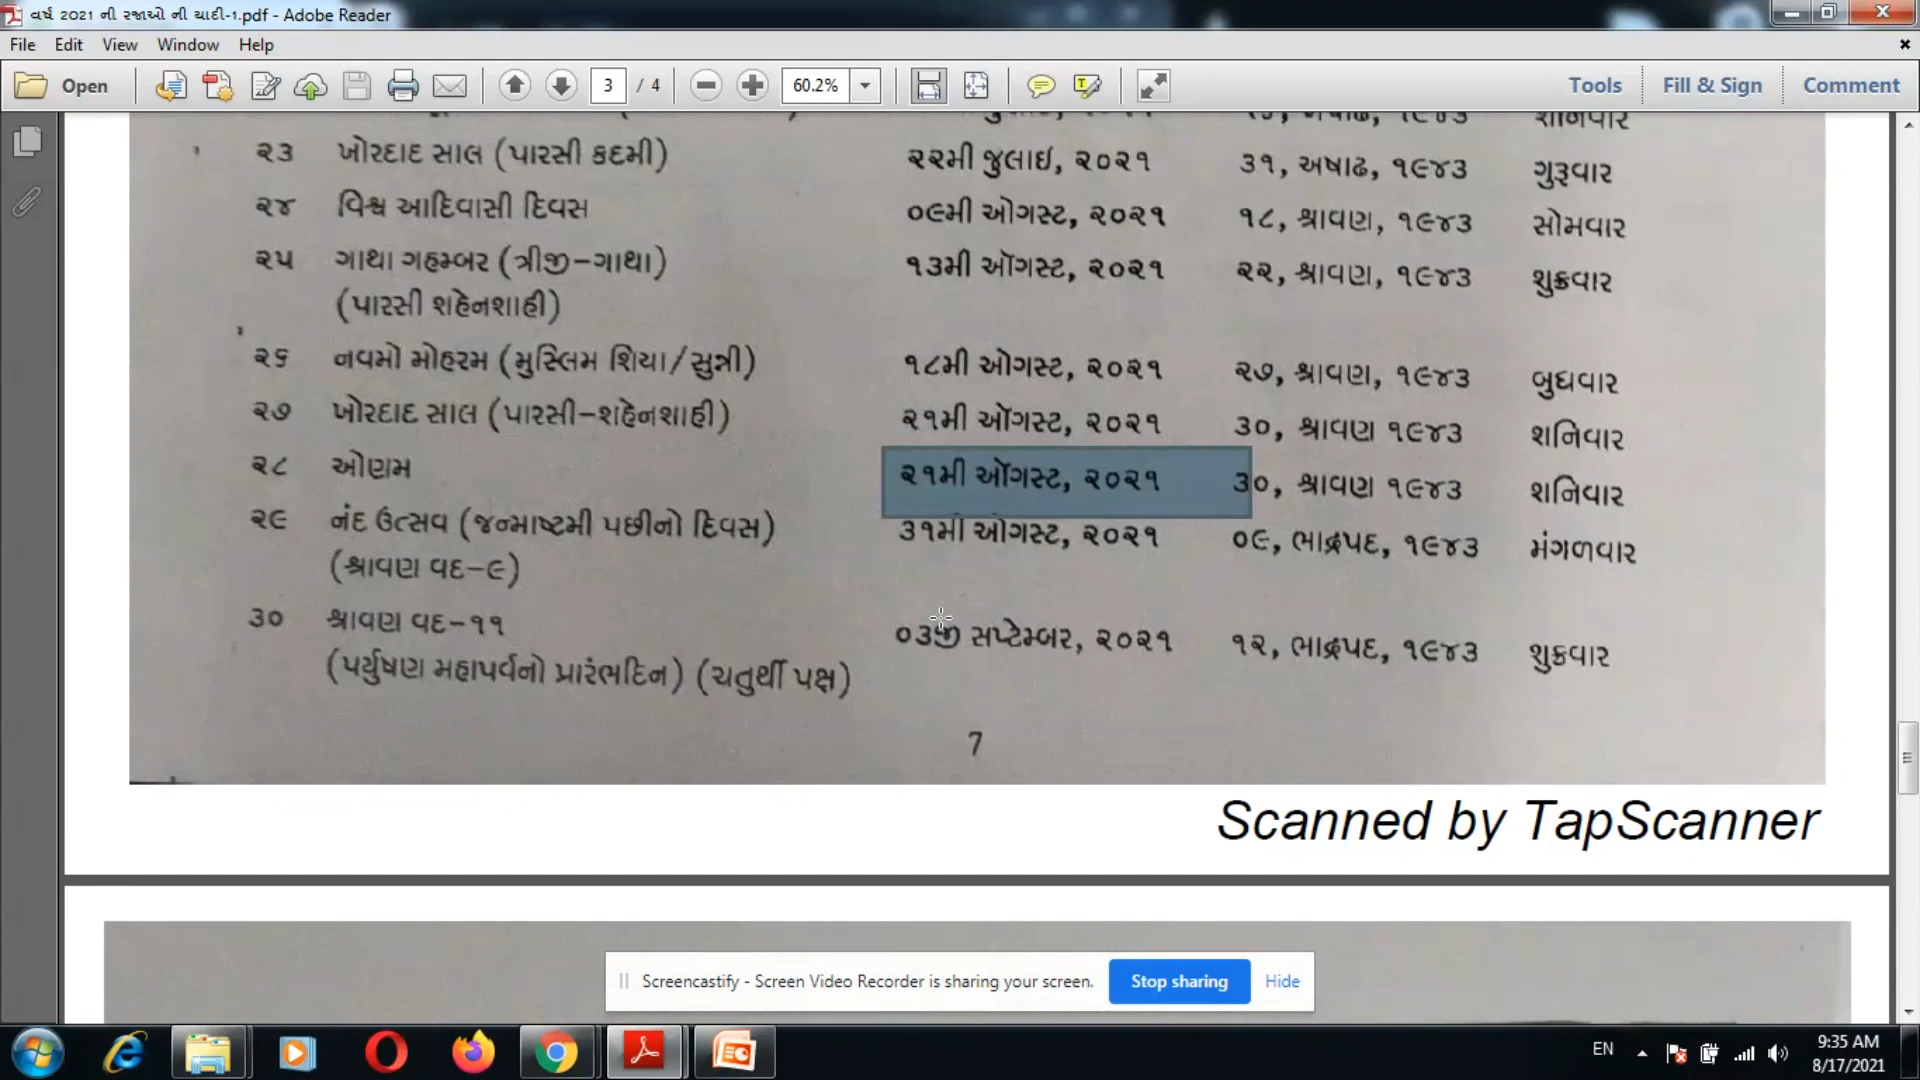 વર્ષ 2021 ની રજાઓ ની યાદી-1.pdf - Adobe Reader
File Edit View Window Help
Open 3 / 4 60.2% Tools Fill & Sign Comment
૨૩ ખોરદાદ સાલ (પારસી કદમી) ૨૨મી જુલાઇ, ૨૦૨૧ ૩૧, અષાઢ, ૧૯૪૩ ગુરૂવાર
૨૪ વિશ્વ આદિવાસી દિવસ ૦૯મી ઓગસ્ટ, ૨૦૨૧ ૧૮, શ્રાવણ, ૧૯૪૩ સોમવાર
૨૫ ગાથા ગહમ્બર (ત્રીજી-ગાથા) ૧૩મી ઑગસ્ટ, ૨૦૨૧ ૨૨, શ્રાવણ, ૧૯૪૩ શુક્રવાર
(પારસી શહેનશાહી)
૨૬ નવમો મોહરમ (મુસ્લિમ શિયા/સુન્ની) ૧૮મી ઓગસ્ટ, ૨૦૨૧ ૨૭, શ્રાવણ, ૧૯૪૩ બુધવાર
૨૭ ખોરદાદ સાલ (પારસી-શહેનશાહી) ૨૧મી ઑગસ્ટ, ૨૦૨૧ ૩૦, શ્રાવણ ૧૯૪૩ શનિવાર
૨૮ ઓણમ ૨૧મી ઑગસ્ટ, ૨૦૨૧ ૩૦, શ્રાવણ ૧૯૪૩ શનિવાર
૨૯ નંદ ઉત્સવ (જન્માષ્ટમી પછીનો દિવસ) ૩૧મી ઓગસ્ટ, ૨૦૨૧ ૦૯, ભાદ્રપદ, ૧૯૪૩ મંગળવાર
(શ્રાવણ વદ-૯)
૩૦ શ્રાવણ વદ-૧૧ ૦૩જી સપ્ટેમ્બર, ૨૦૨૧ ૧૨, ભાદ્રપદ, ૧૯૪૩ શુક્રવાર
(પર્યુષણ મહાપર્વનો પ્રારંભદિન) (ચતુર્થી પક્ષ)
7
Scanned by TapScanner
Screencastify - Screen Video Recorder is sharing your screen. Stop sharing Hide
EN 9:35 AM
8/17/2021